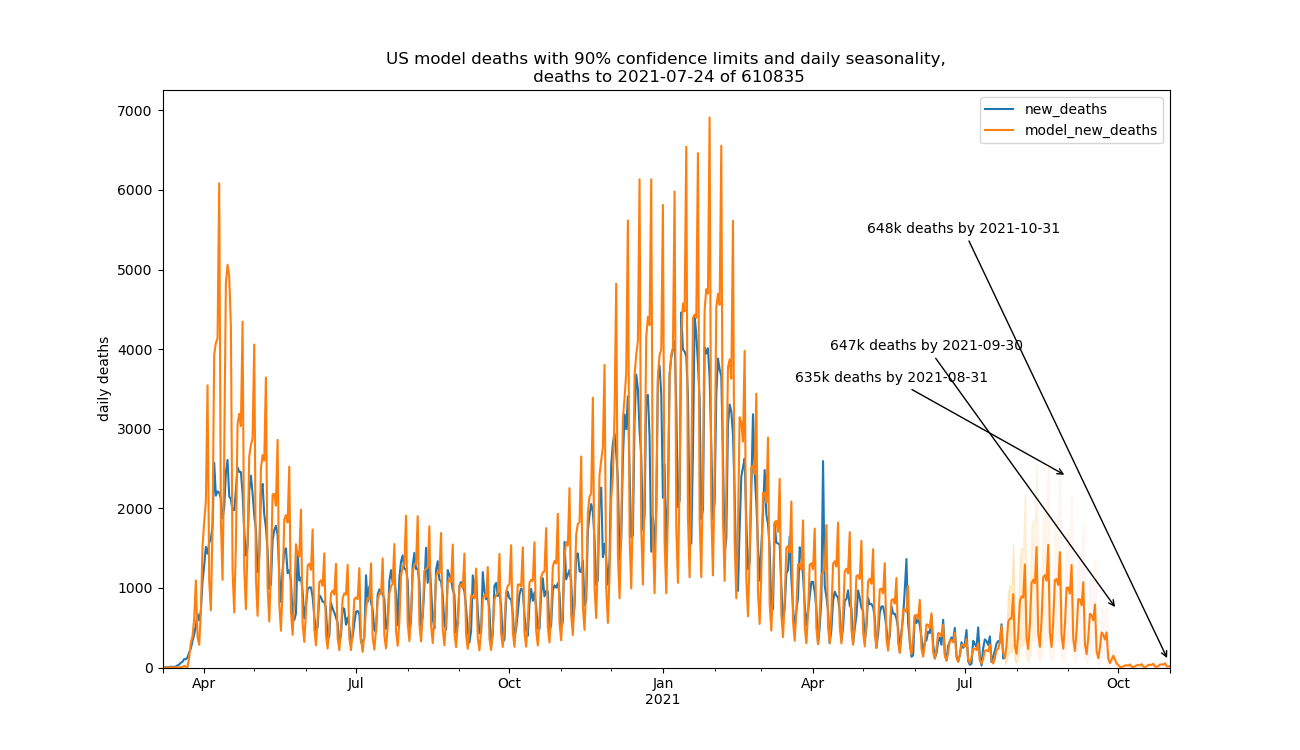 US model deaths with 90% confidence limits and daily seasonality,
deaths to 2021-07-24 of 610835
new_deaths
model_new_deaths
daily deaths
7000
6000
5000
4000
3000
2000
1000
0
648k deaths by 2021-10-31
647k deaths by 2021-09-30
635k deaths by 2021-08-31
Apr
Jul
Oct
Jan
2021
Apr
Jul
Oct